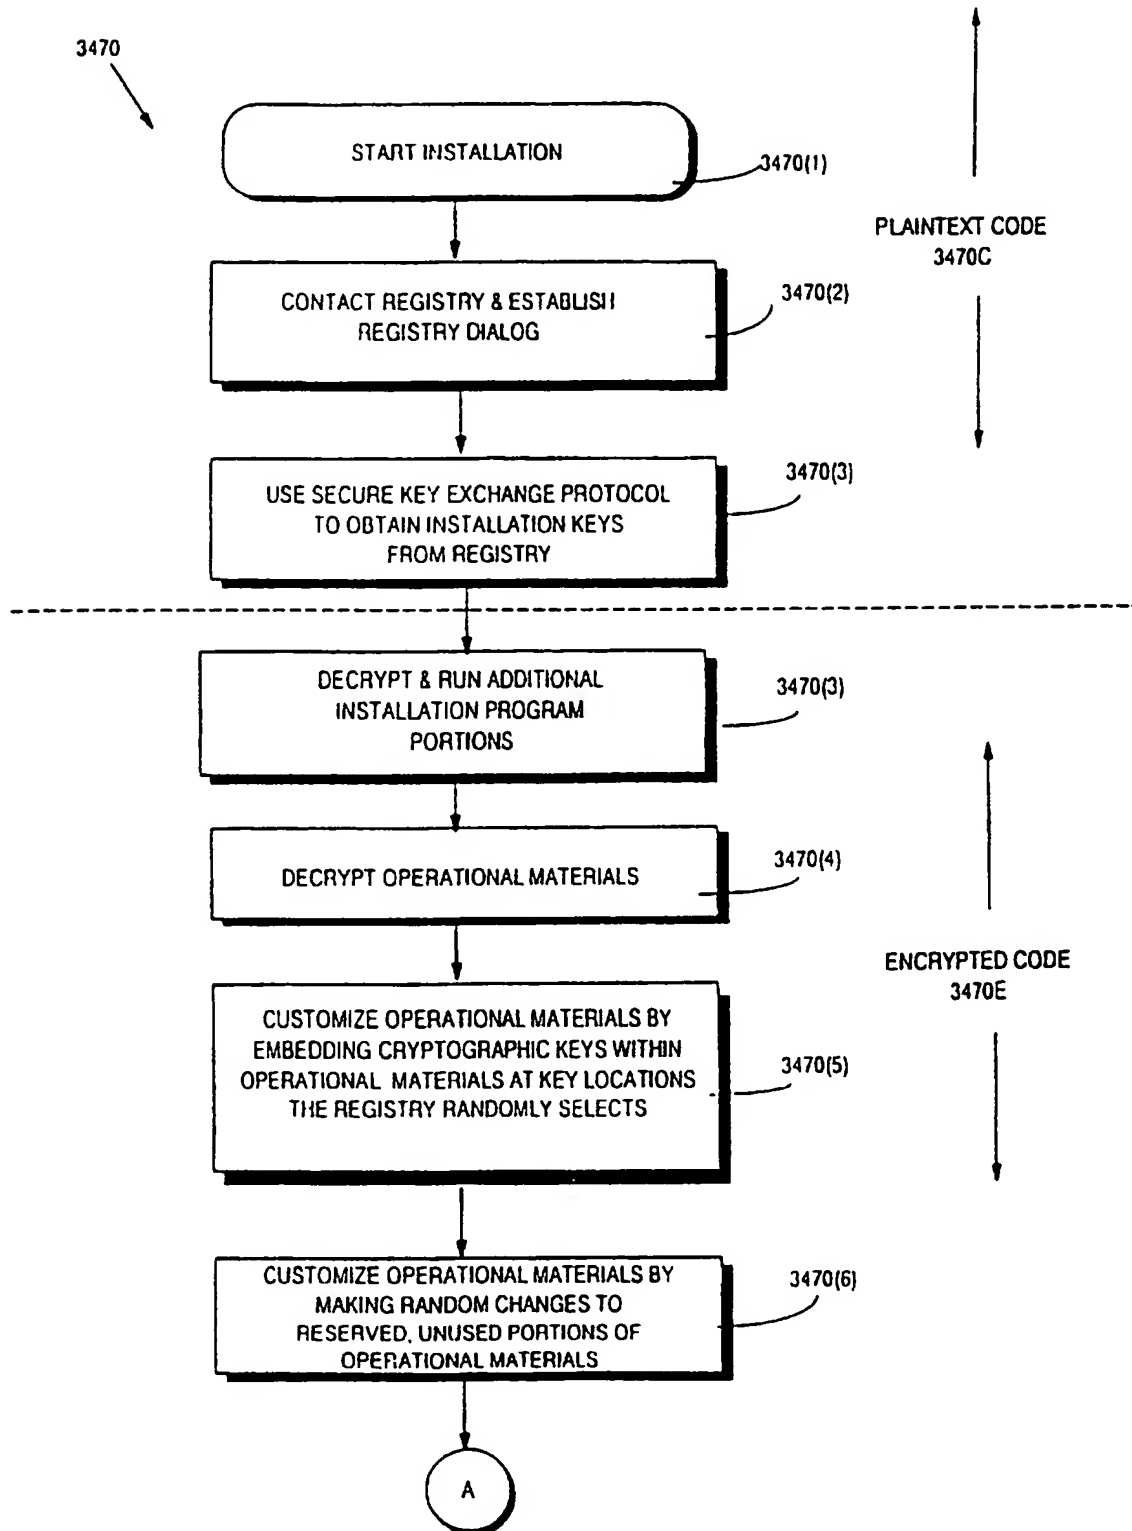 3470
START INSTALLATION
3470(1)
PLAINTEXT CODE
3470C
CONTACT REGISTRY & ESTABLISH
REGISTRY DIALOG
3470(2)
USE SECURE KEY EXCHANGE PROTOCOL
TO OBTAIN INSTALLATION KEYS
FROM REGISTRY
3470(3)
DECRYPT & RUN ADDITIONAL
INSTALLATION PROGRAM
PORTIONS
3470(3)
DECRYPT OPERATIONAL MATERIALS
3470(4)
ENCRYPTED CODE
3470E
CUSTOMIZE OPERATIONAL MATERIALS BY
EMBEDDING CRYPTOGRAPHIC KEYS WITHIN
OPERATIONAL MATERIALS AT KEY LOCATIONS
THE REGISTRY RANDOMLY SELECTS
3470(5)
CUSTOMIZE OPERATIONAL MATERIALS BY
MAKING RANDOM CHANGES TO
RESERVED, UNUSED PORTIONS OF
OPERATIONAL MATERIALS
3470(6)
A